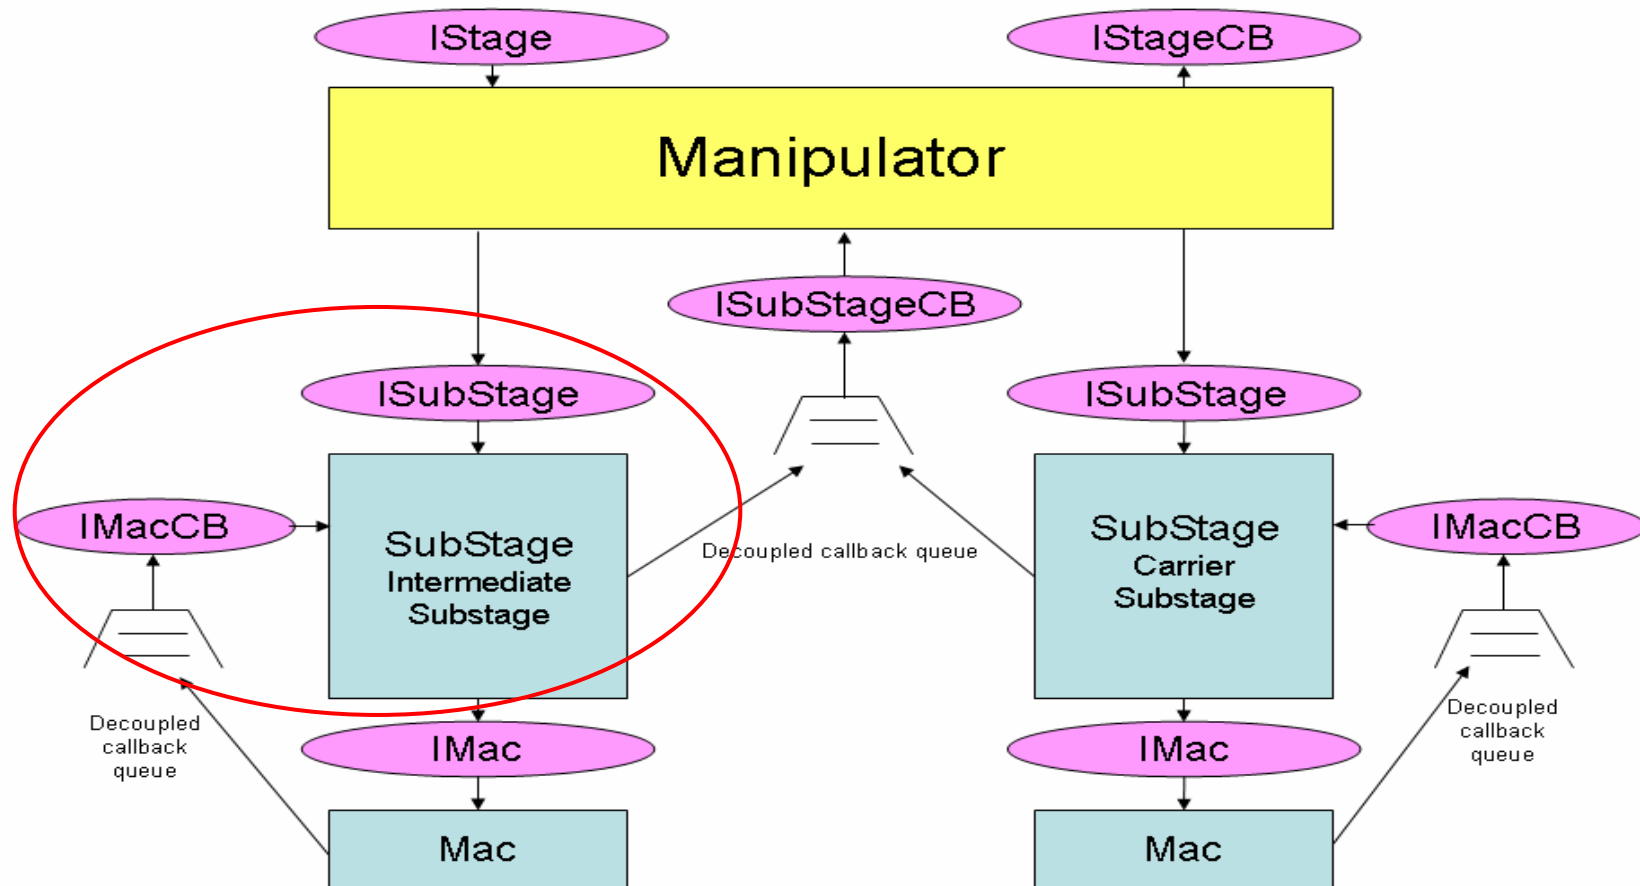 IStage
IStageCB
Manipulator
ISubStageCB
ISubStage
ISubStage
IMacCB
SubStage
Intermediate
Substage
Decoupled callback queue
SubStage
Carrier
Substage
IMacCB
Decoupled
callback
queue
IMac
IMac
Decoupled
callback
queue
Mac
Mac